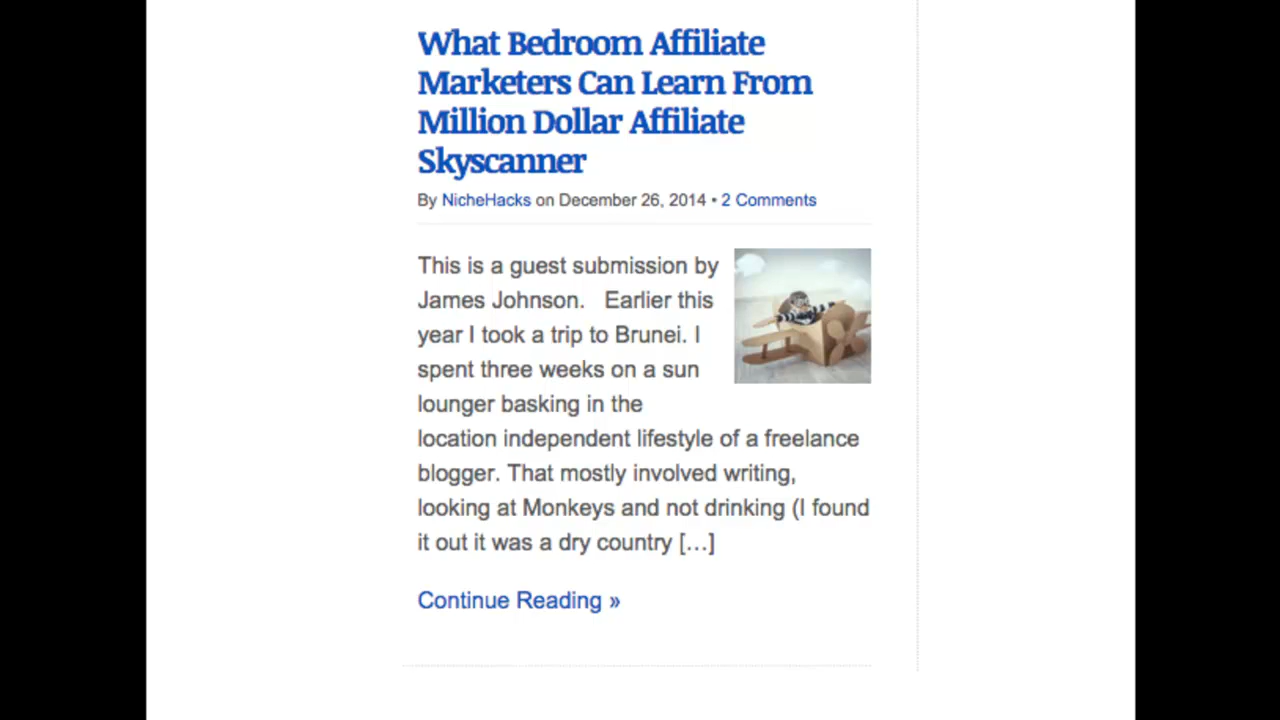 What Bedroom Affiliate
Marketers Can Learn From
Million Dollar Affiliate
Skyscanner
By NicheHacks on December 26, 2014 • 2 Comments
This is a guest submission by
James Johnson.   Earlier this
year I took a trip to Brunei. I
spent three weeks on a sun
lounger basking in the
location independent lifestyle of a freelance
blogger. That mostly involved writing,
looking at Monkeys and not drinking (I found
it out it was a dry country […]
Continue Reading »